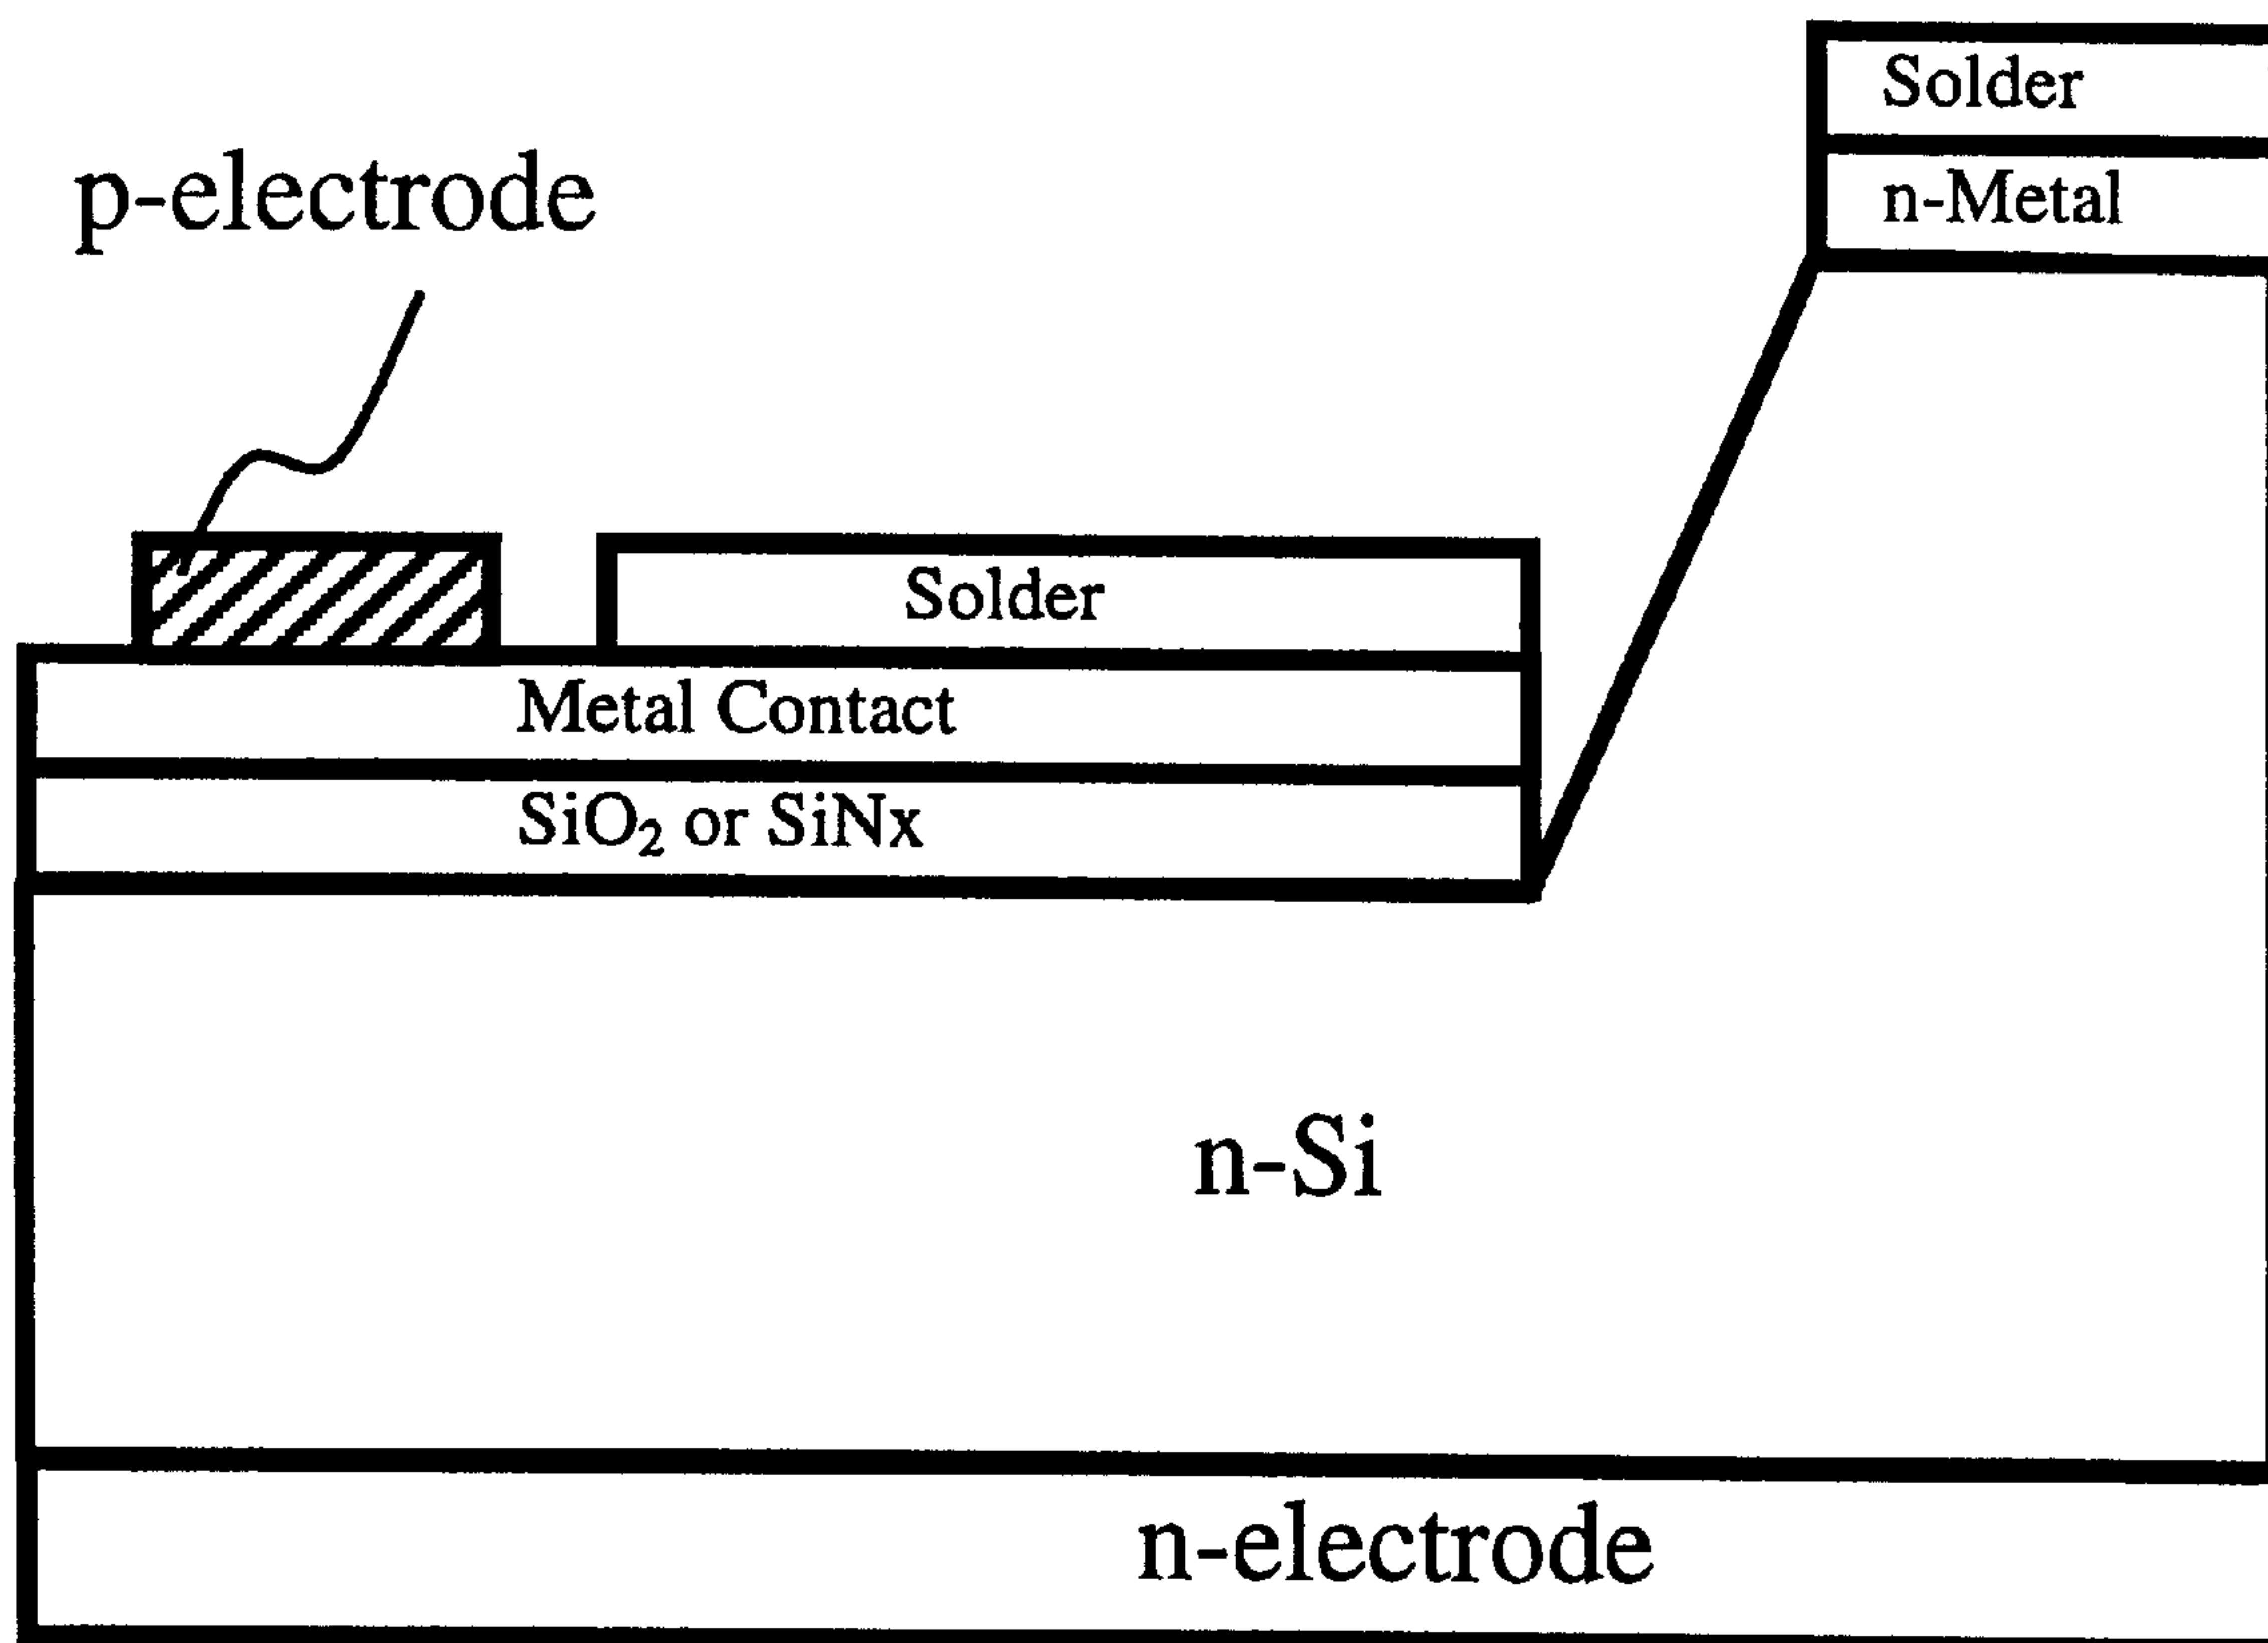 Solder
n-Metal
p-electrode
Solder
Metal Contact
SiO₂ or SiNx
n-Si
n-electrode